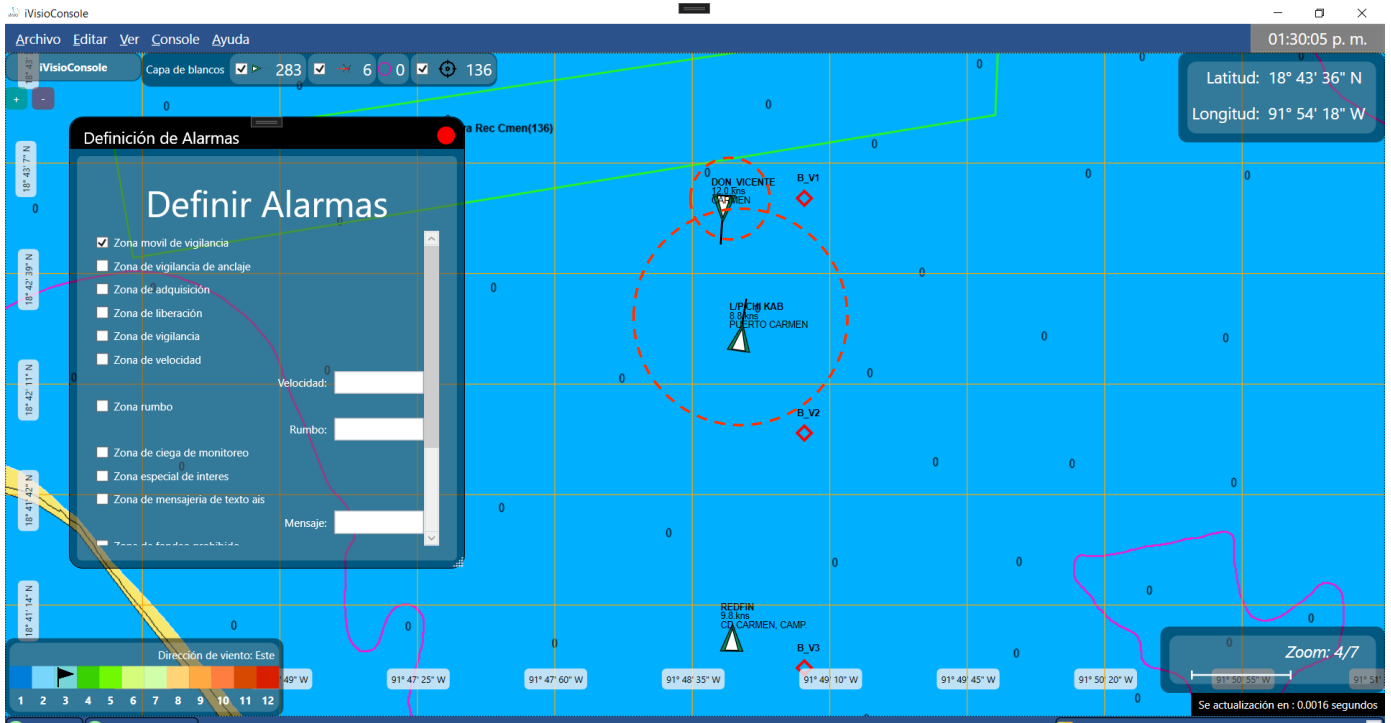 iVisioConsole
Archivo Editar Ver Console Ayuda
01:30:05 p. m.
iVisioConsole
Capa de blancos 283 6 0 136
Latitud: 18° 43' 36" N
Longitud: 91° 54' 18" W
+ -
Definición de Alarmas
Definir Alarmas
Zona movil de vigilancia
Zona de vigilancia de anclaje
Zona de adquisición
Zona de liberación
Zona de vigilancia
Zona de velocidad
Velocidad:
Zona rumbo
Rumbo:
Zona de ciega de monitoreo
Zona especial de interes
Zona de mensajeria de texto ais
Mensaje:
Rec Cmen(136)
DON_VICENTE
12.0 kns
CARMEN
B_V1
L/P CHI KAB
8.8 kns
PUERTO CARMEN
B_V2
REDFIN
9.8 kns
CD CARMEN, CAMP.
B_V3
18° 43' 7" N
18° 42' 39" N
18° 42' 11" N
18° 41' 42" N
18° 41' 14" N
49" W
91° 47' 25" W
91° 47' 60" W
91° 48' 35" W
91° 49' 10" W
91° 49' 45" W
91° 50' 20" W
91° 50' 55" W
Dirección de viento: Este
1 2 3 4 5 6 7 8 9 10 11 12
Zoom: 4/7
Se actualización en : 0.0016 segundos